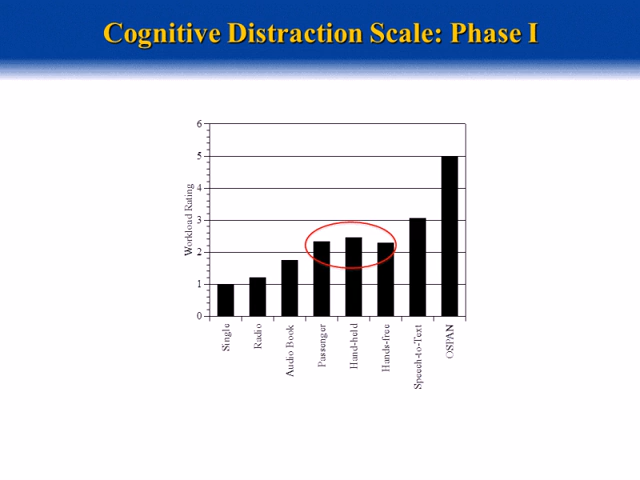 Cognitive Distraction Scale: Phase I
Workload Rating
6
5
4
3
2
1
0
Single
Radio
Audio Book
Passenger
Hand-held
Hands-free
Speech-to-Text
OSPAN